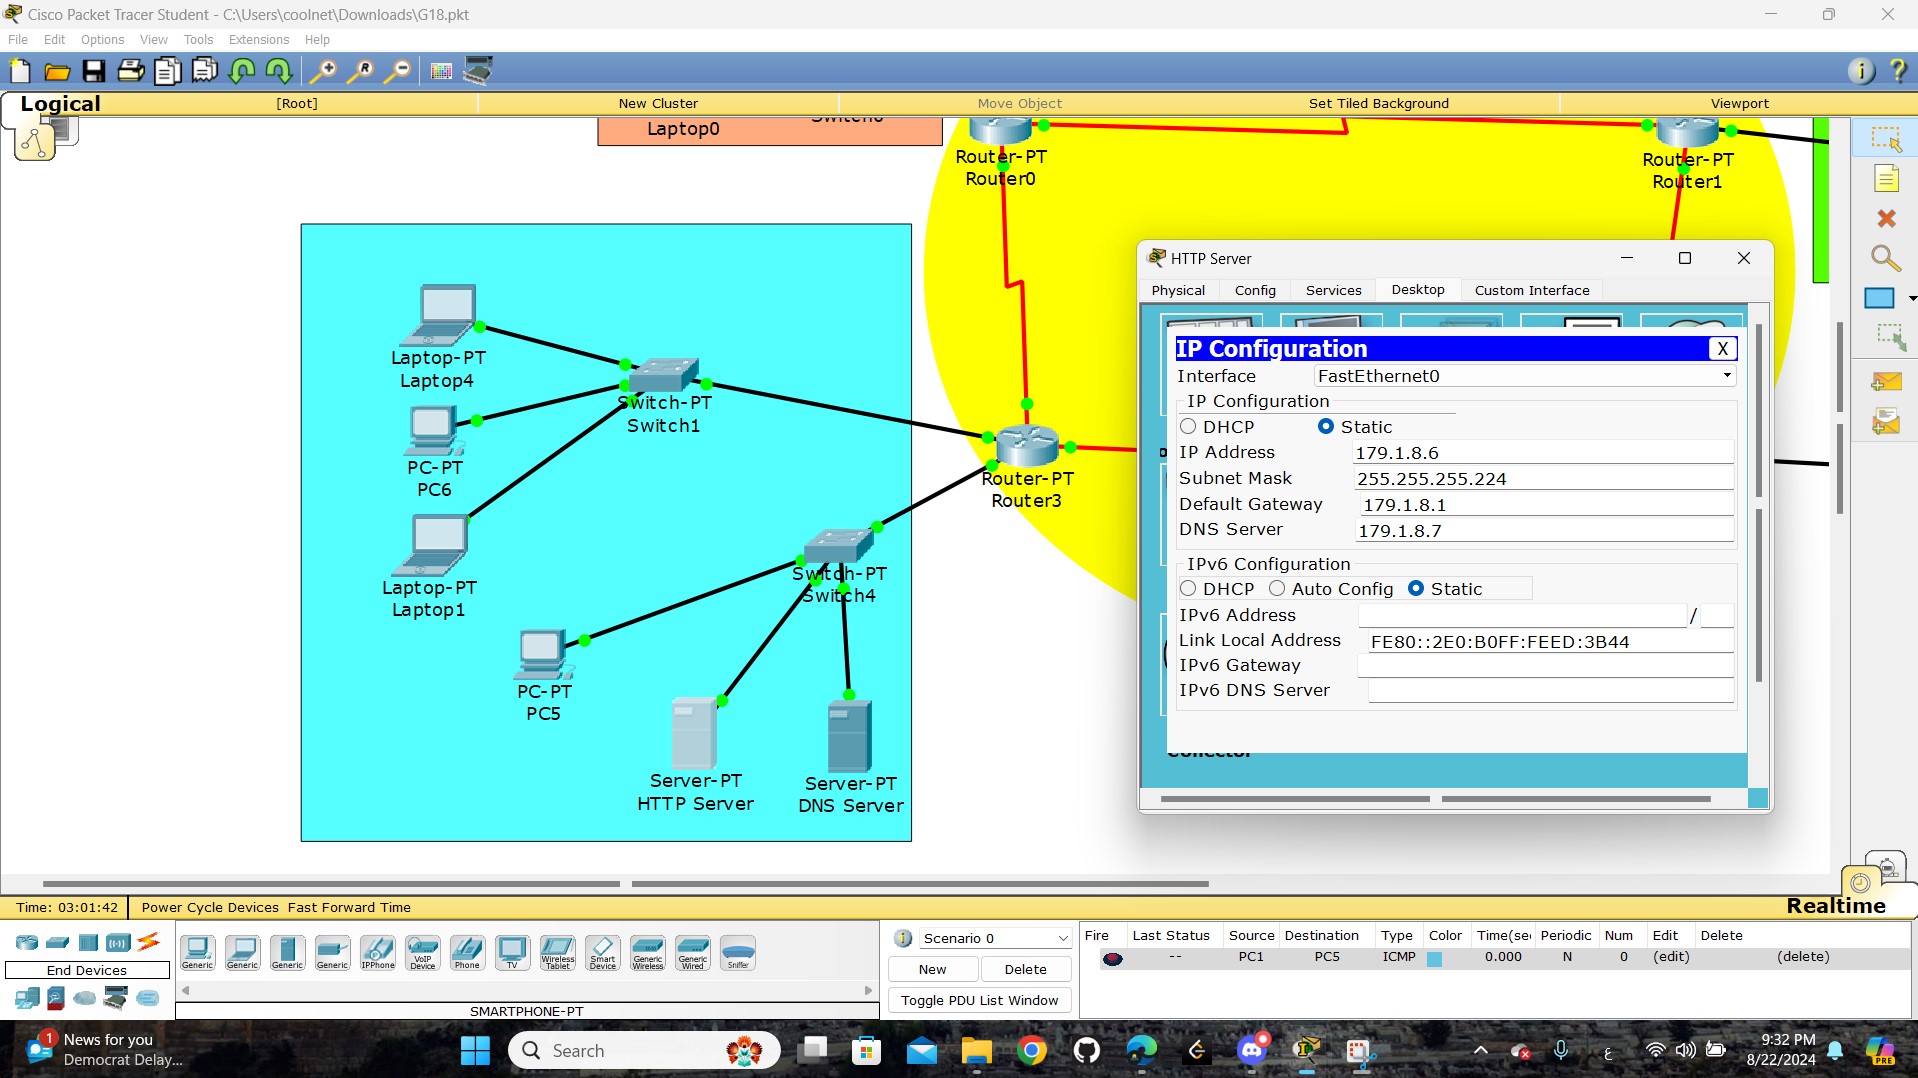 Cisco Packet Tracer Student - C:\Users\coolnet\Downloads\G18.pkt
File Edit Options View Tools Extensions Help
Logical [Root] New Cluster Move Object Set Tiled Background Viewport
Laptop0
Router-PT
Router0
Router-PT
Router1
Laptop-PT
Laptop4
Switch-PT
Switch1
PC-PT
PC6
Router-PT
Router3
Laptop-PT
Laptop1
Switch-PT
Switch4
PC-PT
PC5
Server-PT
HTTP Server
Server-PT
DNS Server
HTTP Server
Physical Config Services Desktop Custom Interface
IP Configuration X
Interface FastEthernet0
IP Configuration
DHCP Static
IP Address 179.1.8.6
Subnet Mask 255.255.255.224
Default Gateway 179.1.8.1
DNS Server 179.1.8.7
IPv6 Configuration
DHCP Auto Config Static
IPv6 Address /
Link Local Address FE80::2E0:B0FF:FEED:3B44
IPv6 Gateway
IPv6 DNS Server
Time: 03:01:42 Power Cycle Devices Fast Forward Time Realtime
End Devices
Generic Generic Generic Generic IPPhone VoIP Device Phone TV Wireless Tablet Smart Device Generic Wireless Generic Wired Sniffer
SMARTPHONE-PT
Scenario 0
New Delete
Toggle PDU List Window
Fire Last Status Source Destination Type Color Time(sec Periodic Num Edit Delete
-- PC1 PC5 ICMP 0.000 N 0 (edit) (delete)
1 News for you
Democrat Delay...
Search
PRE
ع
9:32 PM
8/22/2024